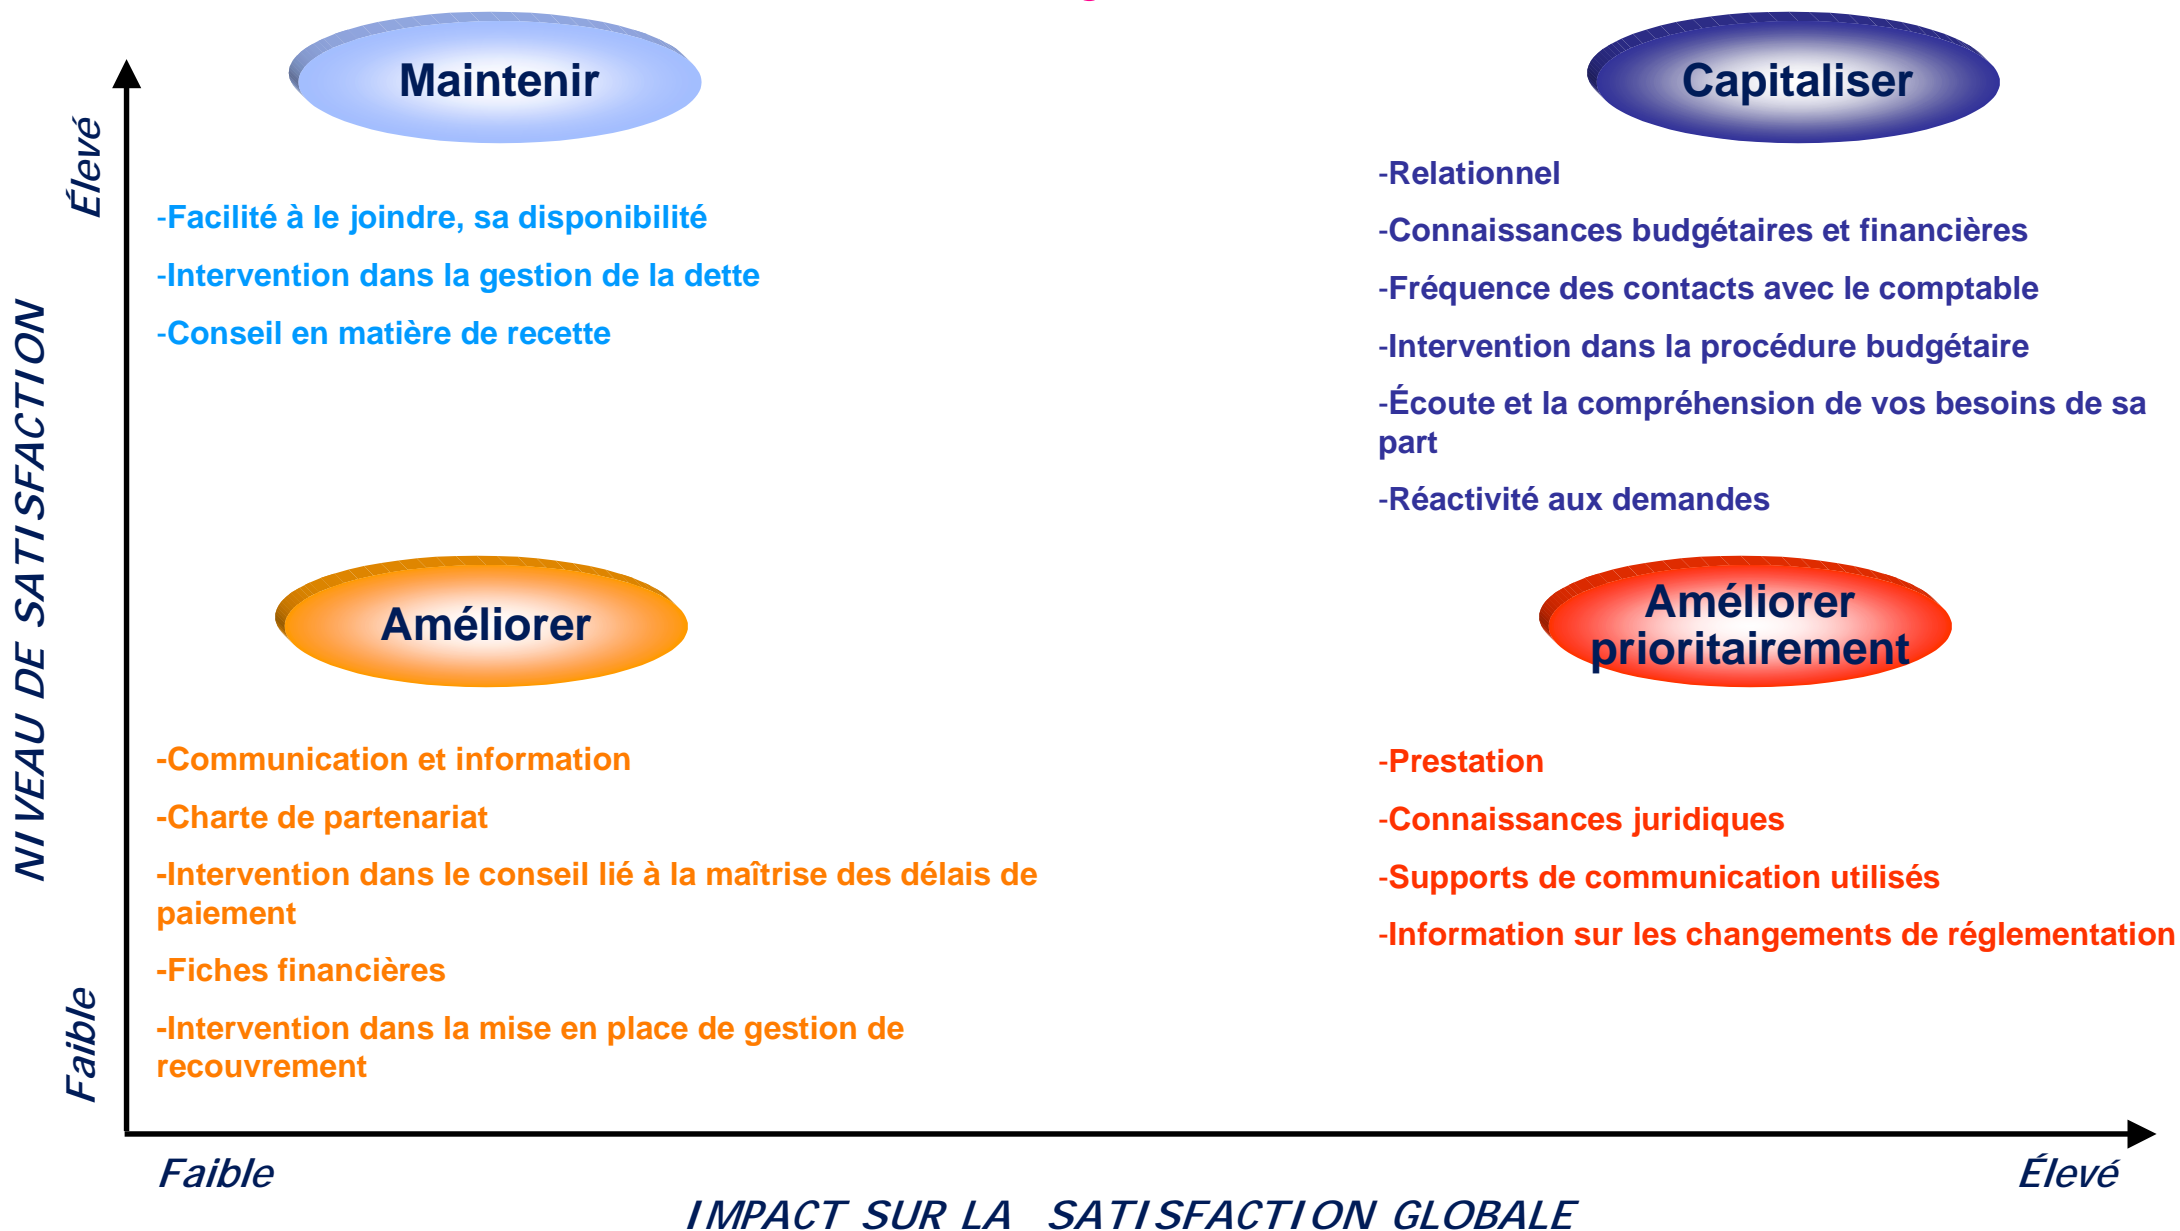 Maintenir
Capitaliser
Élevé
-Facilité à le joindre, sa disponibilité
-Intervention dans la gestion de la dette
-Conseil en matière de recette
-Relationnel
-Connaissances budgétaires et financières
-Fréquence des contacts avec le comptable
-Intervention dans la procédure budgétaire
-Écoute et la compréhension de vos besoins de sa
part
-Réactivité aux demandes
NIVEAU DE SATISFACTION
Améliorer
Améliorer
prioritairement
-Communication et information
-Charte de partenariat
-Intervention dans le conseil lié à la maîtrise des délais de
paiement
-Fiches financières
-Intervention dans la mise en place de gestion de
recouvrement
-Prestation
-Connaissances juridiques
-Supports de communication utilisés
-Information sur les changements de réglementation
Faible
Faible
Élevé
IMPACT SUR LA SATISFACTION GLOBALE